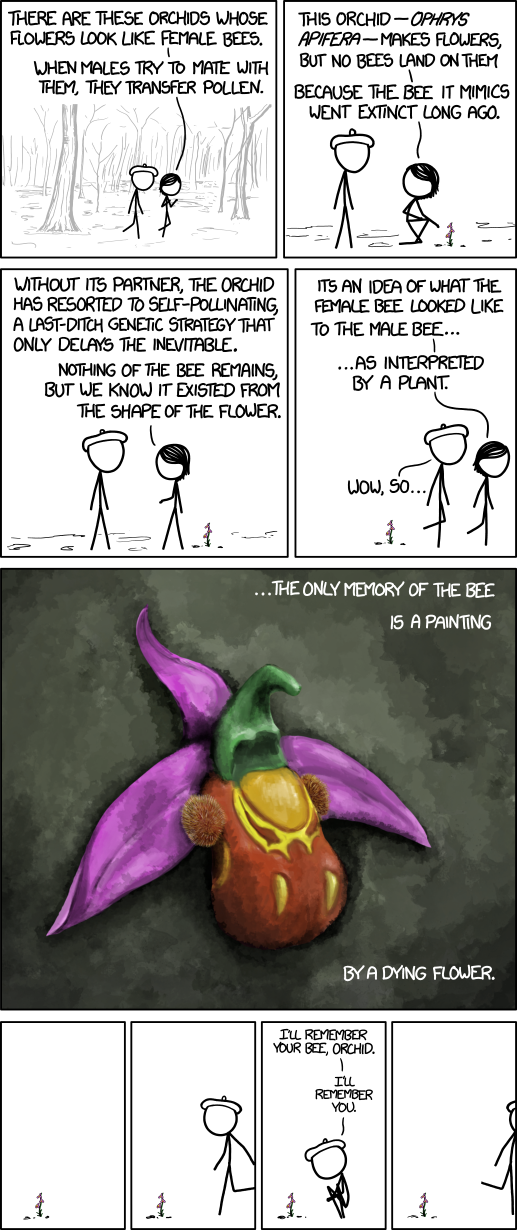 THERE ARE THESE ORCHIDS WHOSE
FLOWERS LOOK LIKE FEMALE BEES.
WHEN MALES TRY TO MATE WITH
THEM, THEY TRANSFER POLLEN.
THIS ORCHID—OPHRYS
APIFERA—MAKES FLOWERS,
BUT NO BEES LAND ON THEM
BECAUSE THE BEE IT MIMICS
WENT EXTINCT LONG AGO.
WITHOUT ITS PARTNER, THE ORCHID
HAS RESORTED TO SELF-POLLINATING,
A LAST-DITCH GENETIC STRATEGY THAT
ONLY DELAYS THE INEVITABLE.
NOTHING OF THE BEE REMAINS,
BUT WE KNOW IT EXISTED FROM
THE SHAPE OF THE FLOWER.
IT'S AN IDEA OF WHAT THE
FEMALE BEE LOOKED LIKE
TO THE MALE BEE...
...AS INTERPRETED
BY A PLANT.
WOW, SO...
...THE ONLY MEMORY OF THE BEE
IS A PAINTING
BY A DYING FLOWER.
I'LL REMEMBER
YOUR BEE, ORCHID.
I'LL
REMEMBER
YOU.